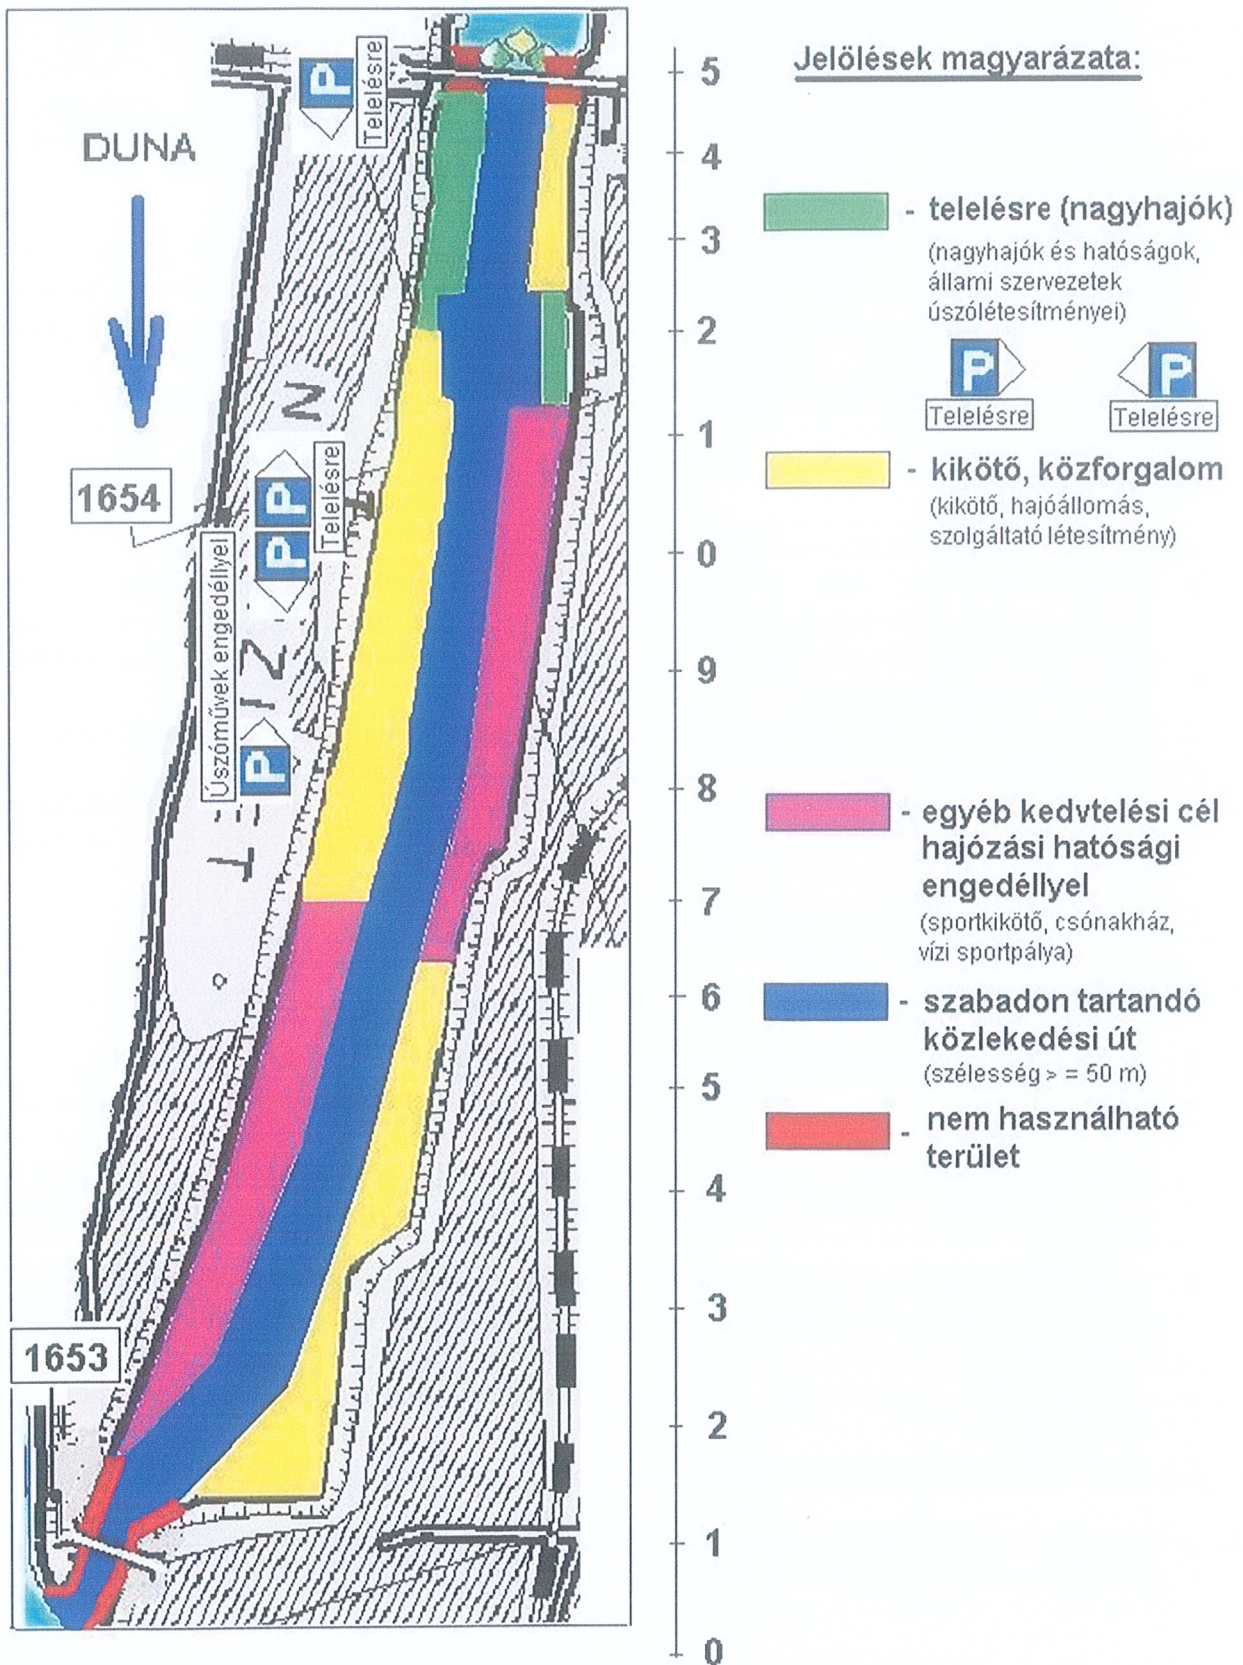 DUNA
P
Telelésre
N
1654
P
P
Telelésre
Úszóművek engedéllyel
Z
I
P
T
1653
5
4
3
2
1
0
9
8
7
6
5
4
3
2
1
0
Jelölések magyarázata:
- telelésre (nagyhajók)
(nagyhajók és hatóságok,
állami szervezetek
úszólétesítményei)
P
P
Telelésre
Telelésre
- kikötő, közforgalom
(kikötő, hajóállomás,
szolgáltató létesítmény)
- egyéb kedvtelési cél
hajózási hatósági
engedéllyel
(sportkikötő, csónakház,
vízi sportpálya)
- szabadon tartandó
közlekedési út
(szélesség > = 50 m)
- nem használható
terület